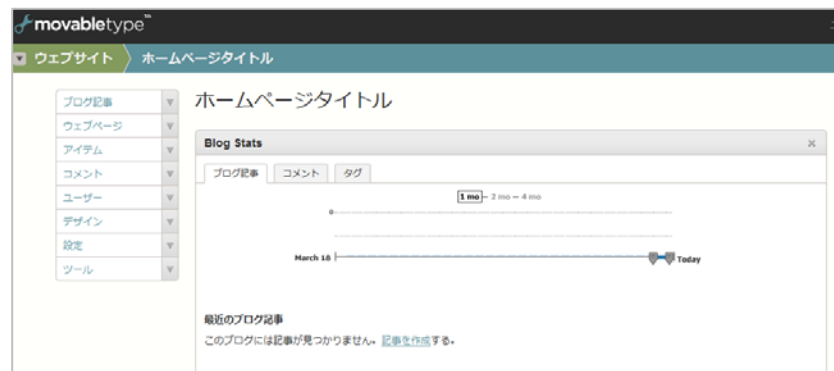 movabletype™
ウェブサイト ホームページタイトル
ブログ記事
ウェブページ
アイテム
コメント
ユーザー
デザイン
設定
ツール
ホームページタイトル
Blog Stats
ブログ記事 コメント タグ
1 mo – 2 mo – 4 mo
0
March 18 Today
最近のブログ記事
このブログには記事が見つかりません。記事を作成する。